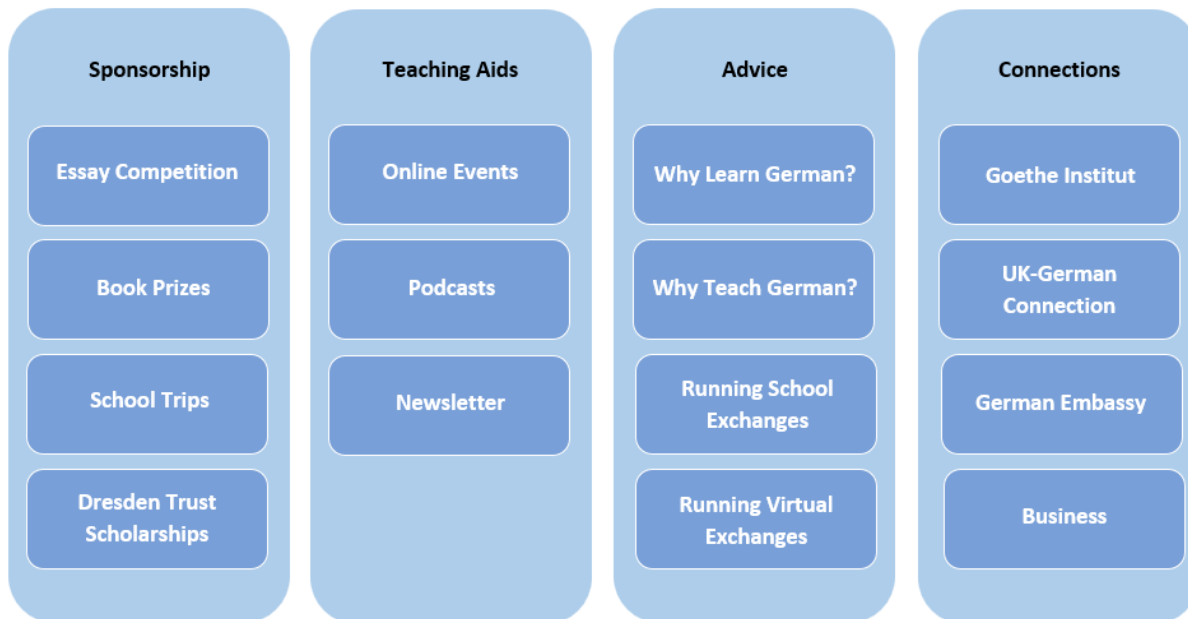 Sponsorship
Essay Competition
Book Prizes
School Trips
Dresden Trust
Scholarships
Teaching Aids
Online Events
Podcasts
Newsletter
Advice
Why Learn German?
Why Teach German?
Running School
Exchanges
Running Virtual
Exchanges
Connections
Goethe Institut
UK-German
Connection
German Embassy
Business